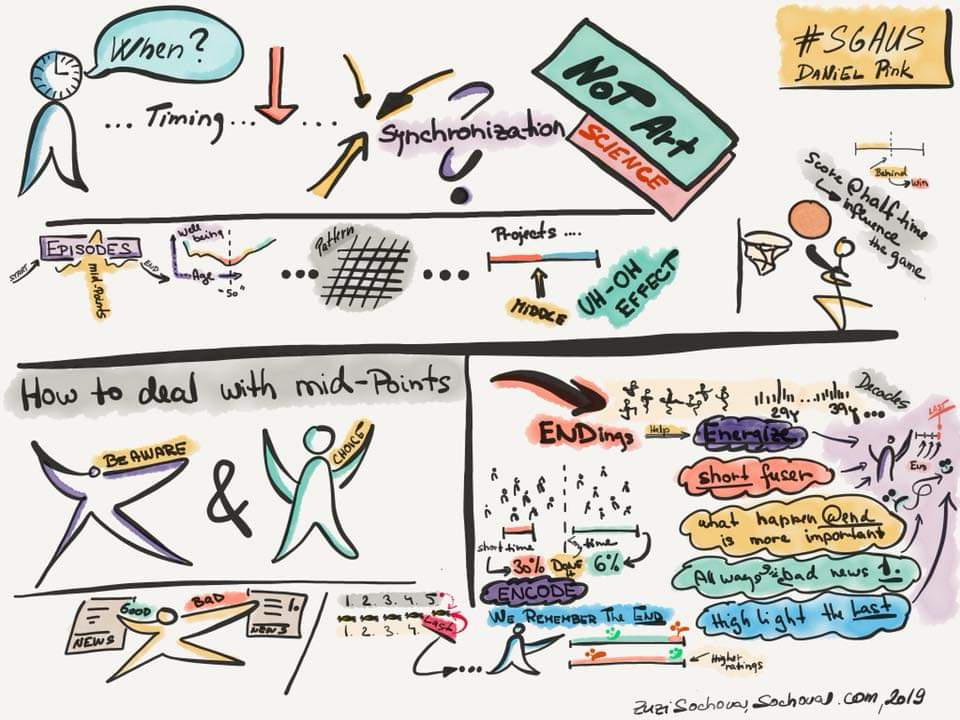 When?
#SGAUS
DANiEL Pink
... Timing... ...
Synchronization
?
NOT Art
SCIENCE
Behind
Win
Score @half-time
influence
the game
START
EPISODES
END
mid-Points
Well
being
Age
~50"
Pattern
Projects ....
MIDDLE
UH-OH
EFFECT
How to deal with mid-Points
BE AWARE
&
CHOICE
GOOD
BAD
NEWS
NEWS
1. 2. 3. 4. 5.
1. 2. 3. 4.
Last
ENDings
Help
Energize
29y ... 39y ...
Decades
LAST
short fuser
what happen @end
is more important
Always bad news 1.
High light the Last
short time
time
30%
DONE
6%
ENCODE
WE REMEMBER THE END
Higher
ratings
Zuzi Sochova, Sochova.com, 2019